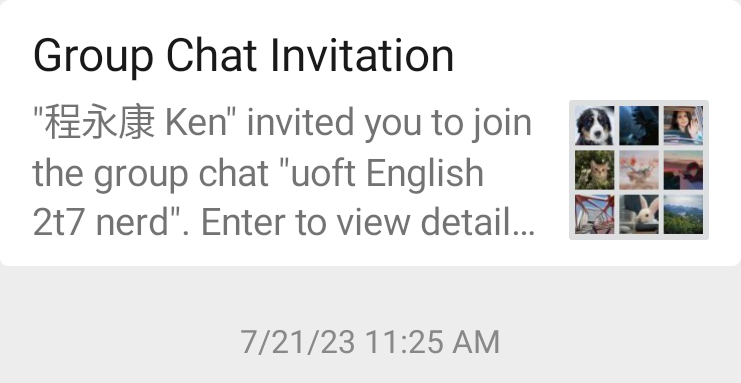 Group Chat Invitation
"程永康 Ken" invited you to join
the group chat "uoft English
2t7 nerd". Enter to view detail...
7/21/23 11:25 AM